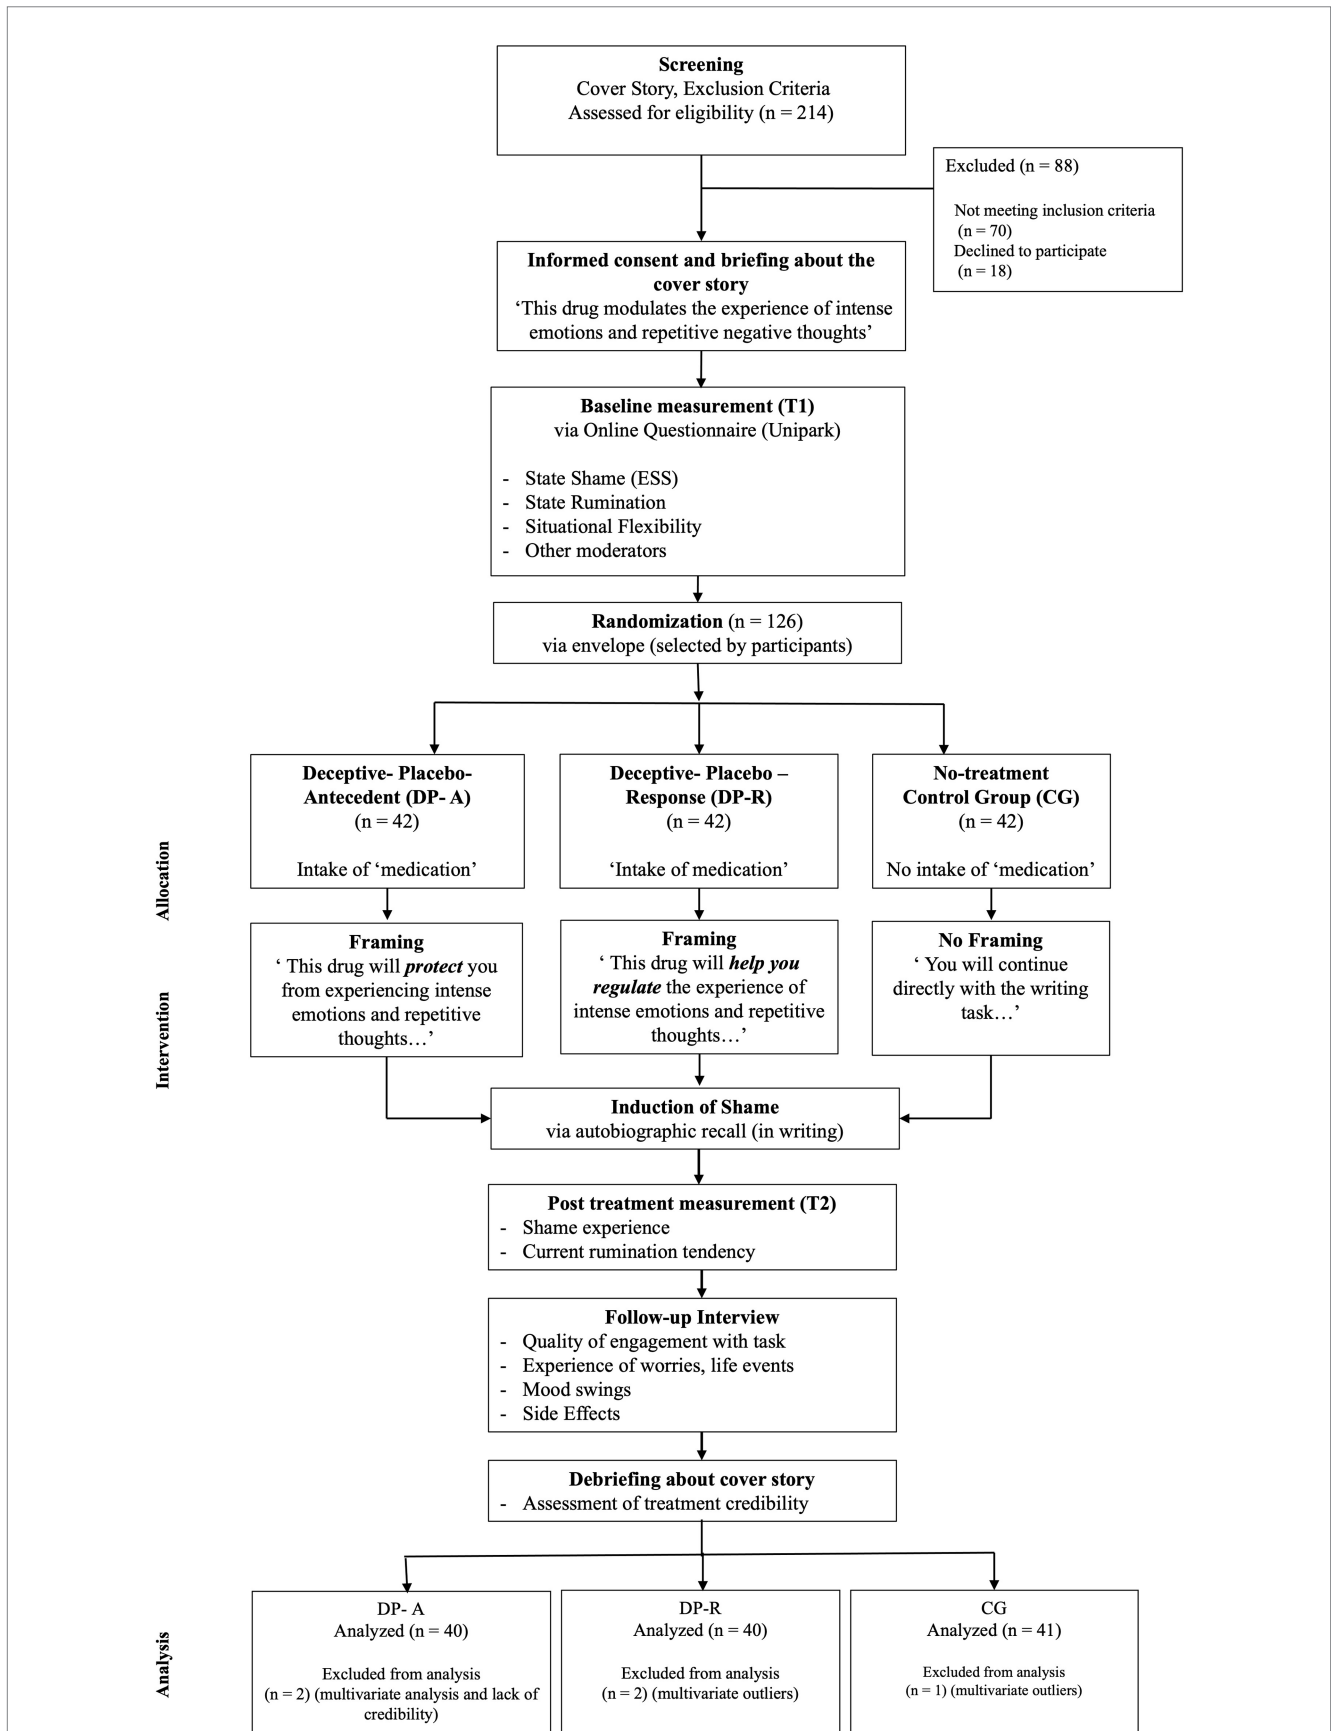 Screening
Cover Story, Exclusion Criteria
Assessed for eligibility (n = 214)
Excluded (n = 88)
Not meeting inclusion criteria
(n = 70)
Declined to participate
(n = 18)
Informed consent and briefing about the
cover story
‘This drug modulates the experience of intense
emotions and repetitive negative thoughts’
Baseline measurement (T1)
via Online Questionnaire (Unipark)
- State Shame (ESS)
- State Rumination
- Situational Flexibility
- Other moderators
Randomization (n = 126)
via envelope (selected by participants)
Allocation
Deceptive- Placebo-
Antecedent (DP- A)
(n = 42)
Intake of ‘medication’
Deceptive- Placebo –
Response (DP-R)
(n = 42)
‘Intake of medication’
No-treatment
Control Group (CG)
(n = 42)
No intake of ‘medication’
Intervention
Framing
‘ This drug will protect you
from experiencing intense
emotions and repetitive
thoughts…’
Framing
‘ This drug will help you
regulate the experience of
intense emotions and repetitive
thoughts…’
No Framing
‘ You will continue
directly with the writing
task…’
Induction of Shame
via autobiographic recall (in writing)
Post treatment measurement (T2)
- Shame experience
- Current rumination tendency
Follow-up Interview
- Quality of engagement with task
- Experience of worries, life events
- Mood swings
- Side Effects
Debriefing about cover story
- Assessment of treatment credibility
Analysis
DP- A
Analyzed (n = 40)
Excluded from analysis
(n = 2) (multivariate analysis and lack of
credibility)
DP-R
Analyzed (n = 40)
Excluded from analysis
(n = 2) (multivariate outliers)
CG
Analyzed (n = 41)
Excluded from analysis
(n = 1) (multivariate outliers)